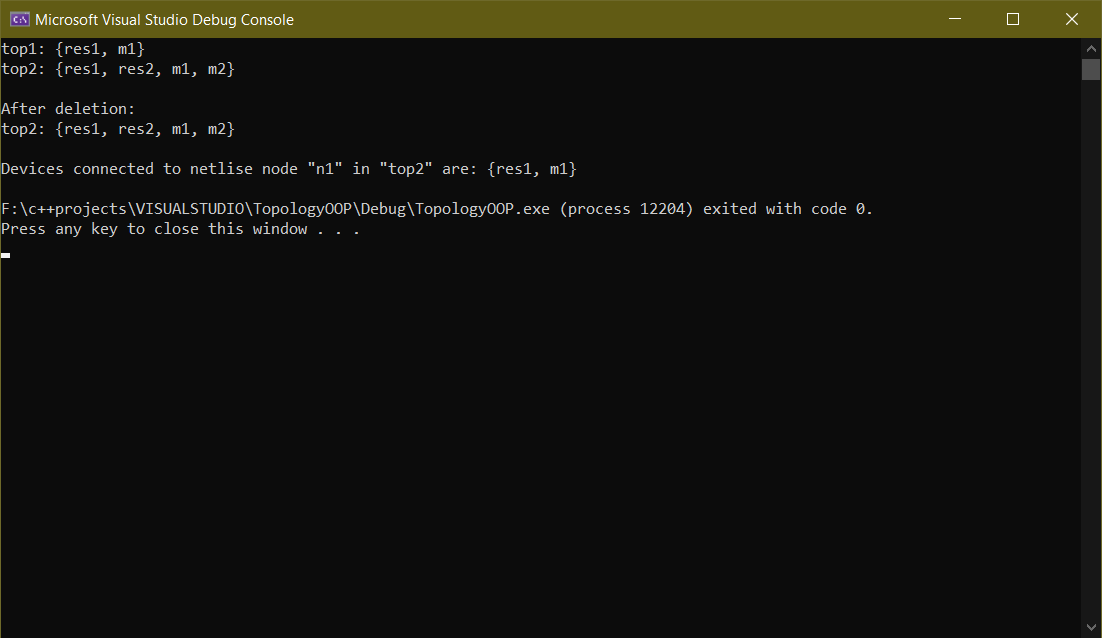 Microsoft Visual Studio Debug Console
top1: {res1, m1}
top2: {res1, res2, m1, m2}
After deletion:
top2: {res1, res2, m1, m2}
Devices connected to netlise node "n1" in "top2" are: {res1, m1}
F:\c++projects\VISUALSTUDIO\TopologyOOP\Debug\TopologyOOP.exe (process 12204) exited with code 0.
Press any key to close this window . . .